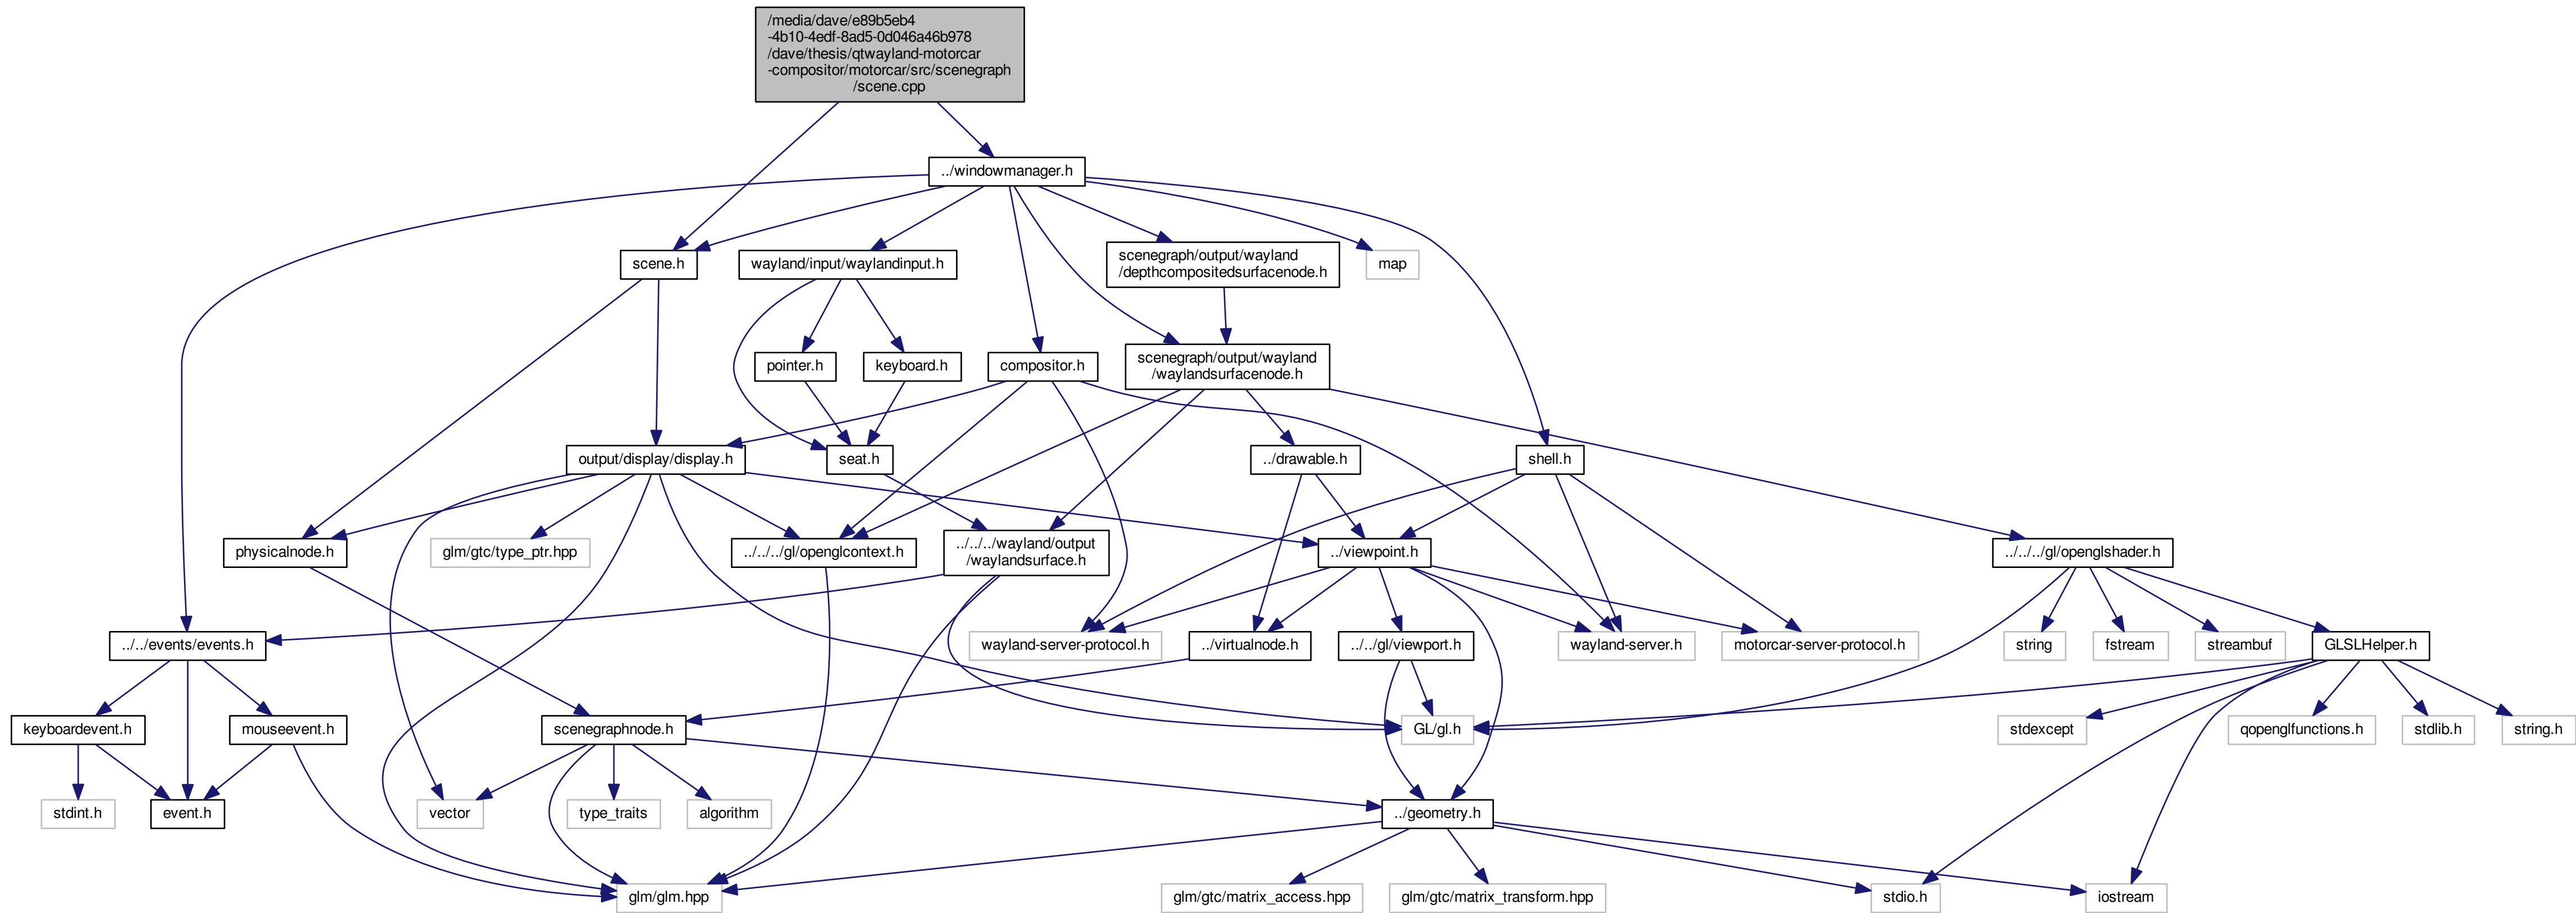 /media/dave/e89b5eb4
-4b10-4edf-8ad5-0d046a46b978
/dave/thesis/qtwayland-motorcar
-compositor/motorcar/src/scenegraph
/scene.cpp
../windowmanager.h
scene.h
wayland/input/waylandinput.h
scenegraph/output/wayland
/depthcompositedsurfacenode.h
map
pointer.h
keyboard.h
compositor.h
scenegraph/output/wayland
/waylandsurfacenode.h
output/display/display.h
seat.h
../drawable.h
shell.h
physicalnode.h
glm/gtc/type_ptr.hpp
../../../gl/openglcontext.h
../../../wayland/output
/waylandsurface.h
../viewpoint.h
../../../gl/openglshader.h
../../events/events.h
wayland-server-protocol.h
../virtualnode.h
../../gl/viewport.h
wayland-server.h
motorcar-server-protocol.h
string
fstream
streambuf
GLSLHelper.h
keyboardevent.h
mouseevent.h
scenegraphnode.h
GL/gl.h
stdexcept
qopenglfunctions.h
stdlib.h
string.h
stdint.h
event.h
vector
type_traits
algorithm
../geometry.h
glm/glm.hpp
glm/gtc/matrix_access.hpp
glm/gtc/matrix_transform.hpp
stdio.h
iostream